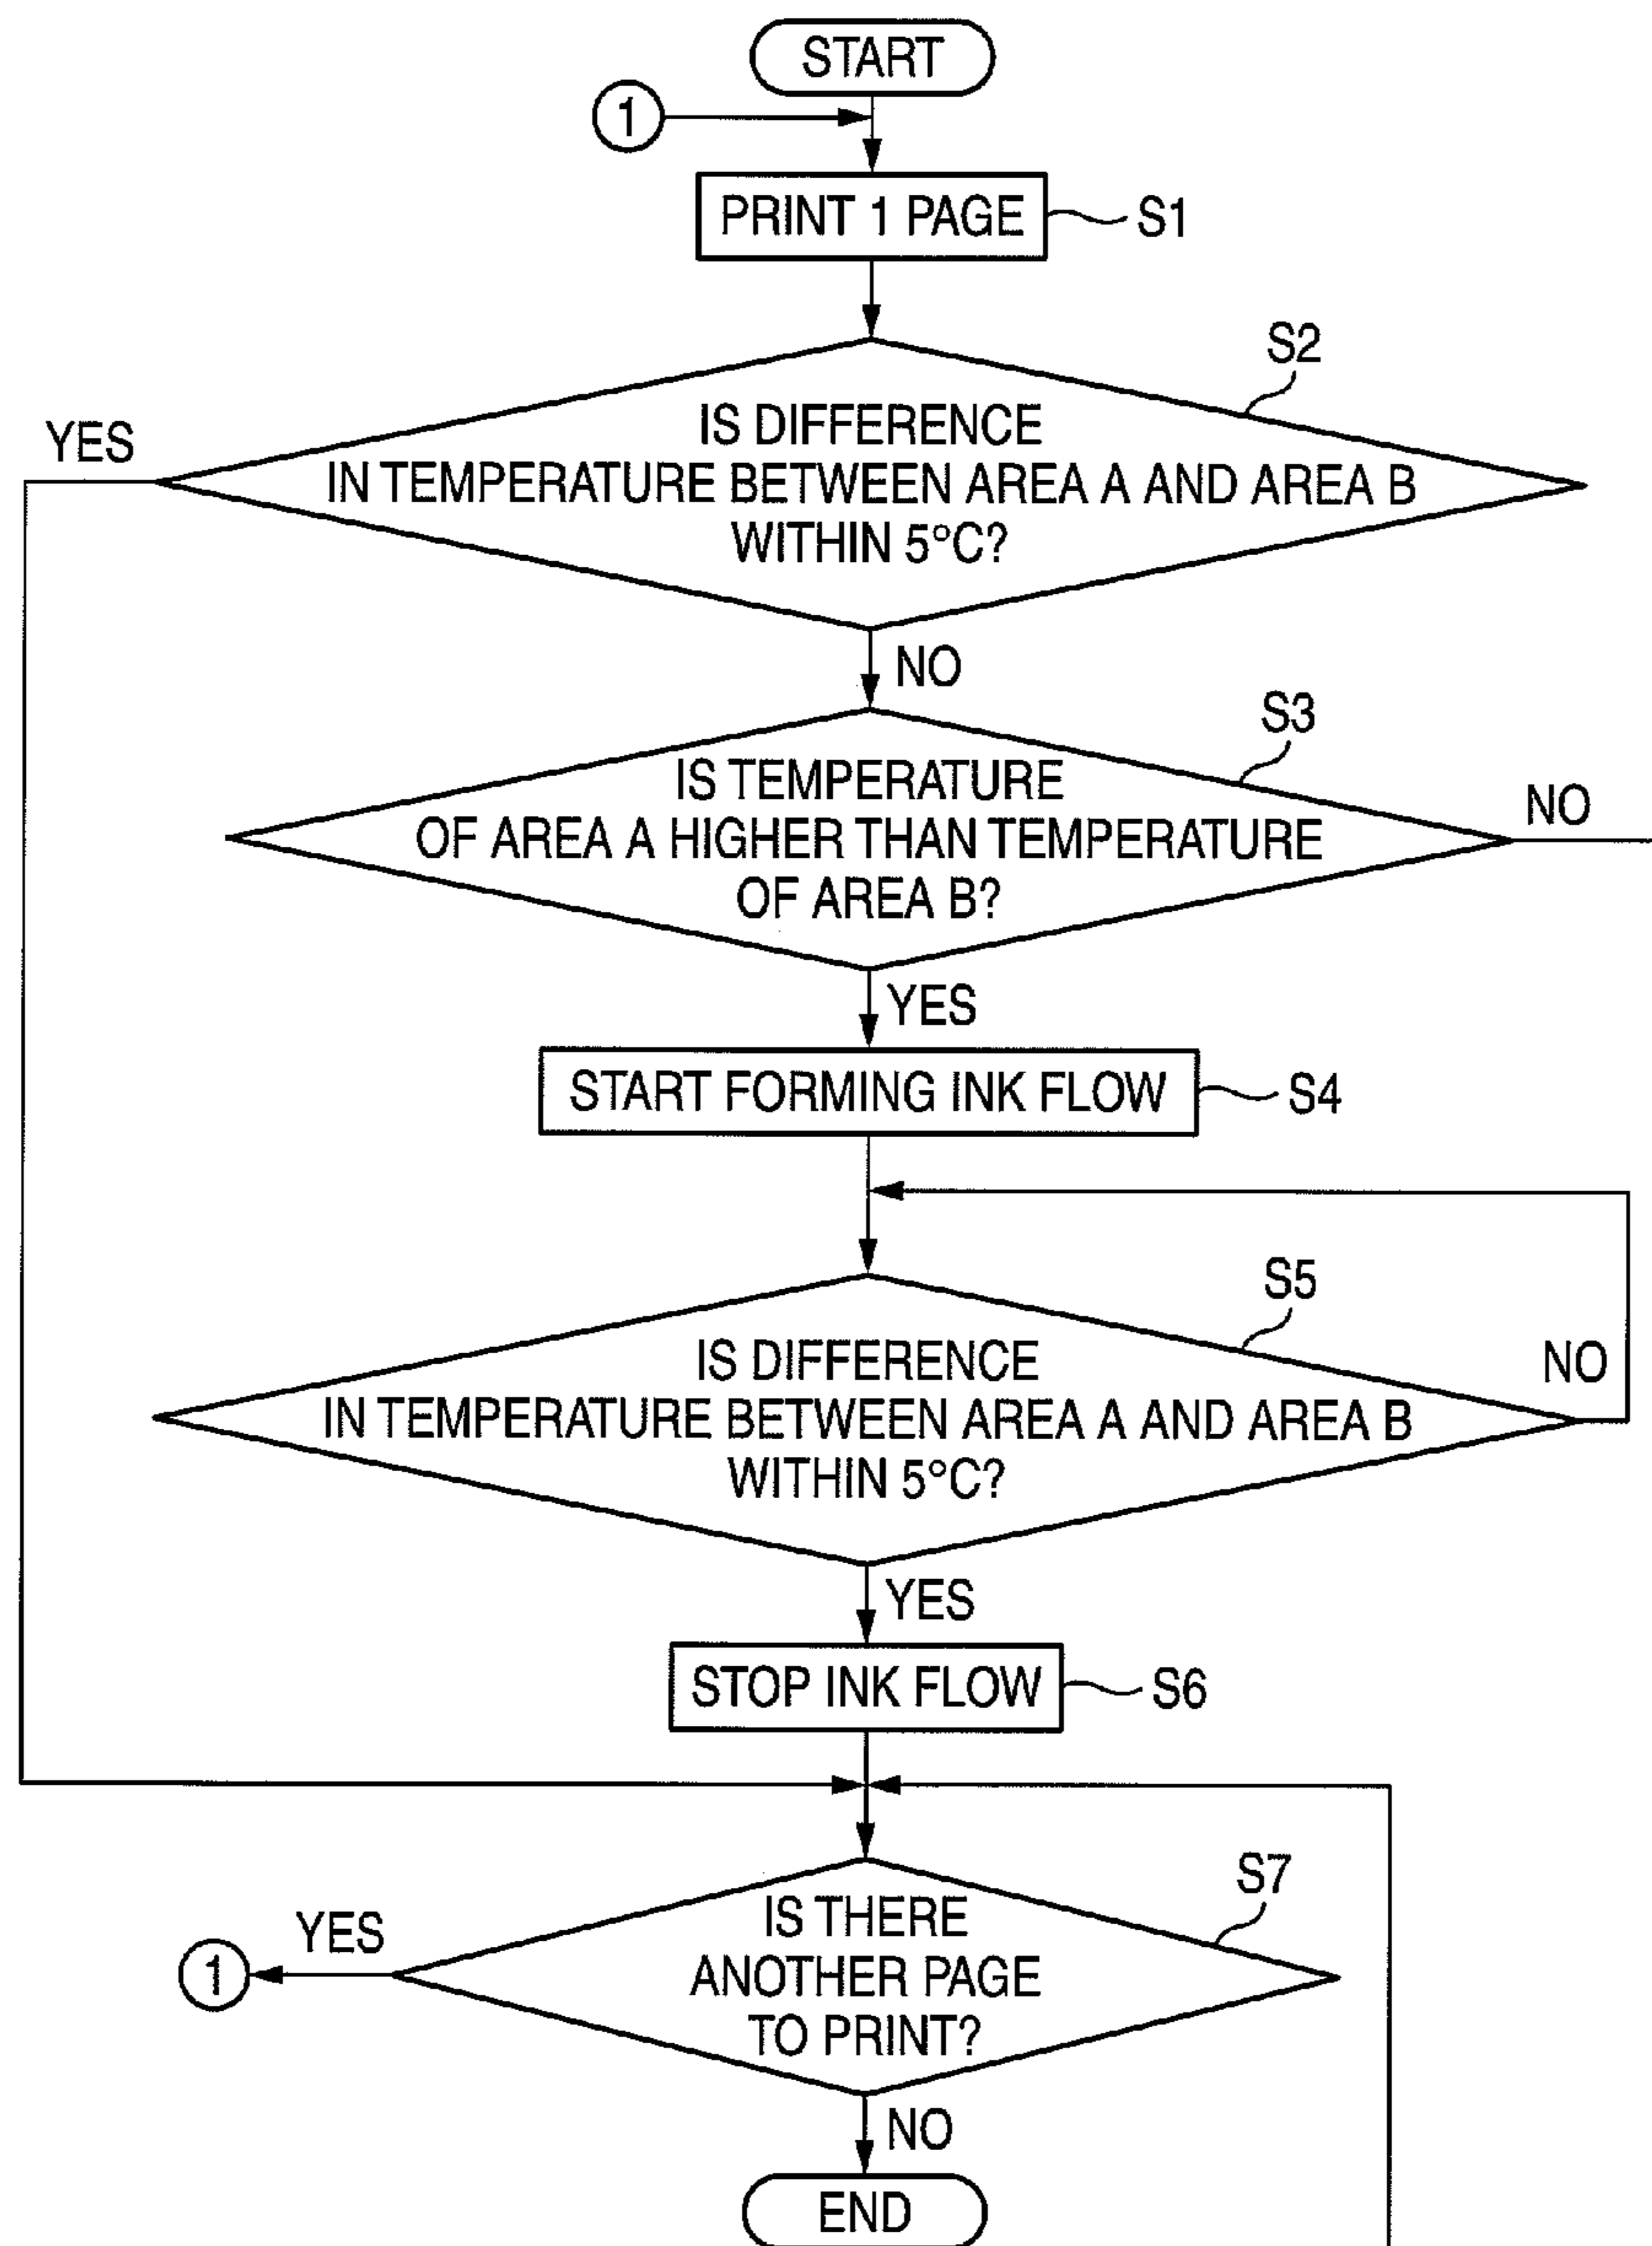 START
1
PRINT 1 PAGE
S1
S2
YES
IS DIFFERENCE
IN TEMPERATURE BETWEEN AREA A AND AREA B
WITHIN 5°C?
NO
S3
IS TEMPERATURE
OF AREA A HIGHER THAN TEMPERATURE
OF AREA B?
NO
YES
START FORMING INK FLOW
S4
S5
IS DIFFERENCE
IN TEMPERATURE BETWEEN AREA A AND AREA B
WITHIN 5°C?
NO
YES
STOP INK FLOW
S6
S7
IS THERE
ANOTHER PAGE
TO PRINT?
YES
1
NO
END